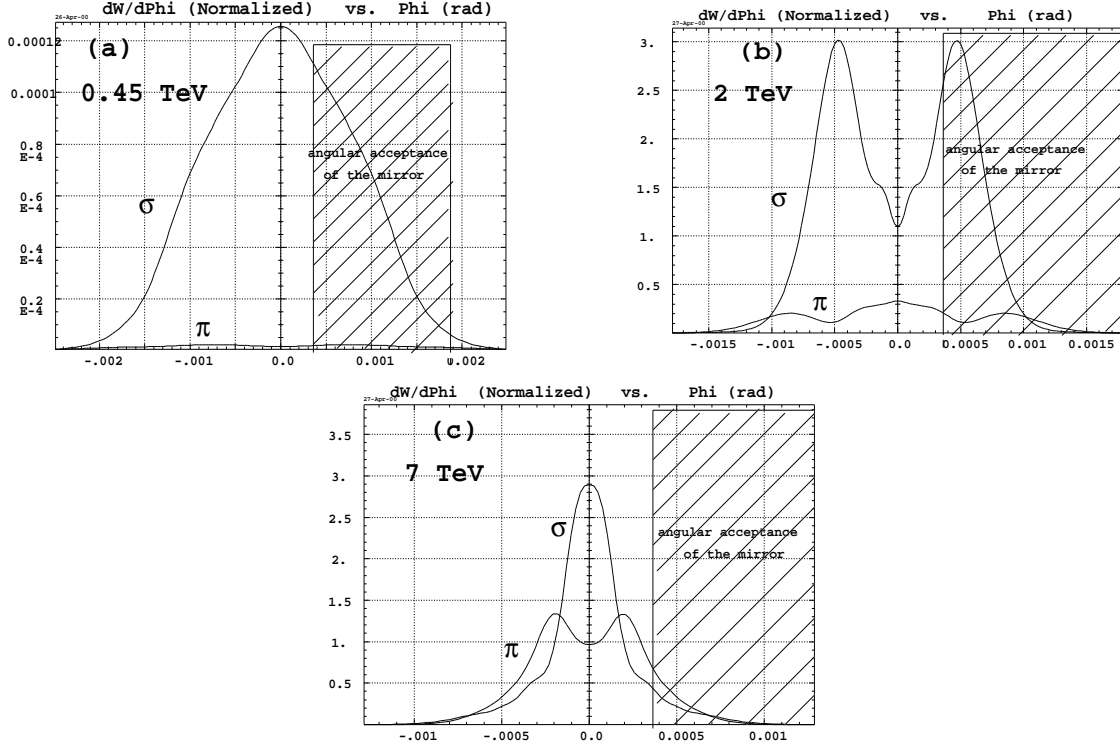 dW/dPhi (Normalized) vs. Phi (rad)
26-Apr-00
(a)
0.45 TeV
0.00012
0.0001
0.8
E-4
0.6
E-4
0.4
E-4
0.2
E-4
σ
π
angular acceptance
of the mirror
-.002 -.001 0.0 0.001 0.002
dW/dPhi (Normalized) vs. Phi (rad)
27-Apr-00
(b)
2 TeV
3.
2.5
2.
1.5
1.
0.5
σ
π
angular acceptance
of the mirror
-.0015 -.001 -.0005 0.0 0.0005 0.001 0.0015
dW/dPhi (Normalized) vs. Phi (rad)
27-Apr-00
(c)
7 TeV
3.5
3.
2.5
2.
1.5
1.
0.5
σ
π
angular acceptance
of the mirror
-.001 -.0005 0.0 0.0005 0.001